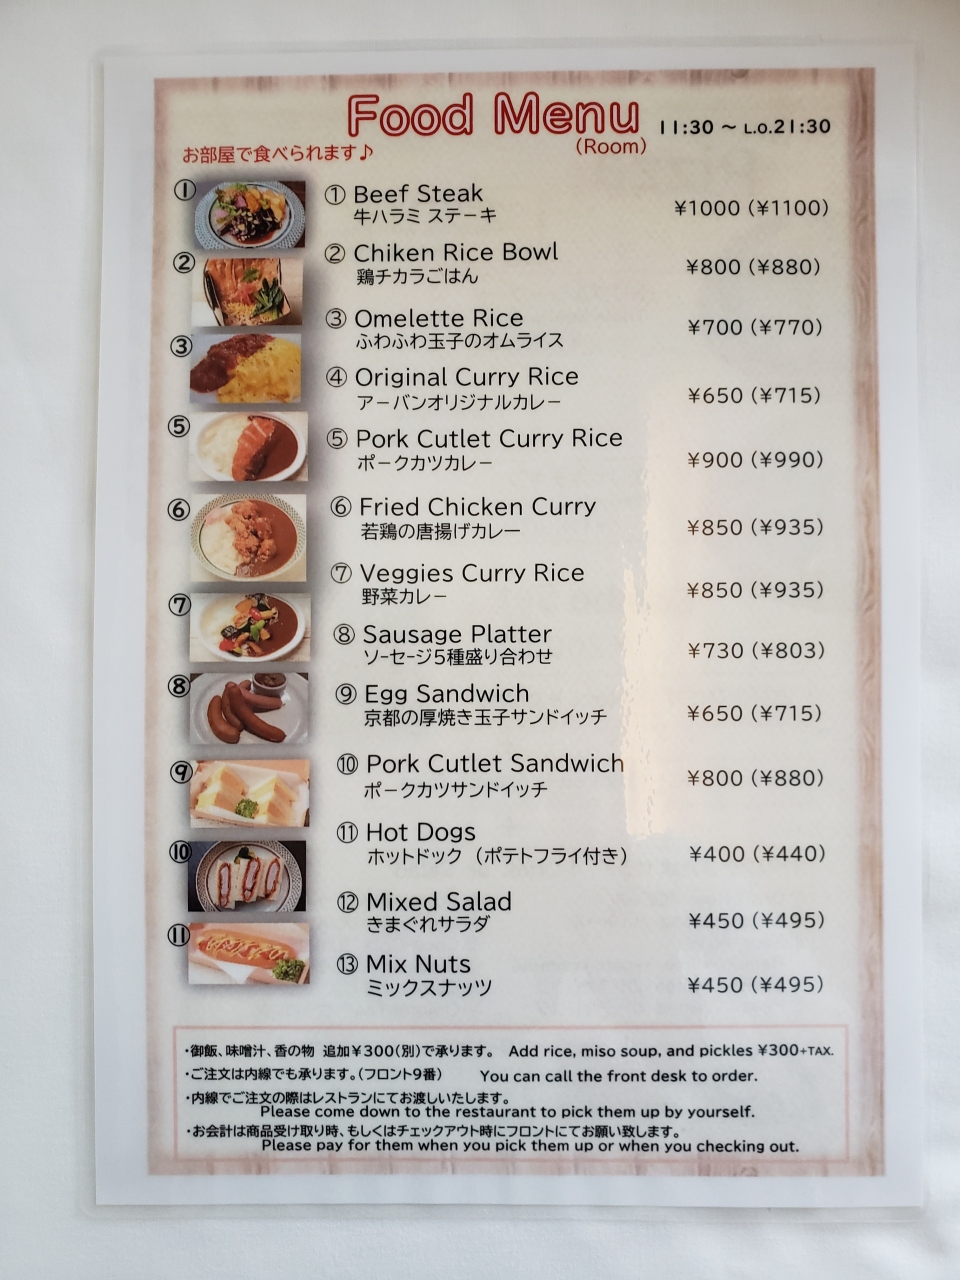 Food Menu 11:30 ～ L.O.21:30
(Room)
お部屋で食べられます♪
① ① Beef Steak ¥1000 (¥1100)
牛ハラミ ステーキ
② ② Chiken Rice Bowl ¥800 (¥880)
鶏チカラごはん
③ ③ Omelette Rice ¥700 (¥770)
ふわふわ玉子のオムライス
④ Original Curry Rice ¥650 (¥715)
アーバンオリジナルカレー
⑤ ⑤ Pork Cutlet Curry Rice ¥900 (¥990)
ポークカツカレー
⑥ ⑥ Fried Chicken Curry ¥850 (¥935)
若鶏の唐揚げカレー
⑦ ⑦ Veggies Curry Rice ¥850 (¥935)
野菜カレー
⑧ ⑧ Sausage Platter ¥730 (¥803)
ソーセージ5種盛り合わせ
⑨ ⑨ Egg Sandwich ¥650 (¥715)
京都の厚焼き玉子サンドイッチ
⑩ ⑩ Pork Cutlet Sandwich ¥800 (¥880)
ポークカツサンドイッチ
⑪ ⑪ Hot Dogs ¥400 (¥440)
ホットドック（ポテトフライ付き）
⑫ Mixed Salad ¥450 (¥495)
きまぐれサラダ
⑬ Mix Nuts ¥450 (¥495)
ミックスナッツ
・御飯、味噌汁、香の物 追加¥300(別)で承ります。 Add rice, miso soup, and pickles ¥300+TAX.
・ご注文は内線でも承ります。(フロント9番) You can call the front desk to order.
・内線でご注文の際はレストランにてお渡しいたします。
Please come down to the restaurant to pick them up by yourself.
・お会計は商品受け取り時、もしくはチェックアウト時にフロントにてお願い致します。
Please pay for them when you pick them up or when you checking out.